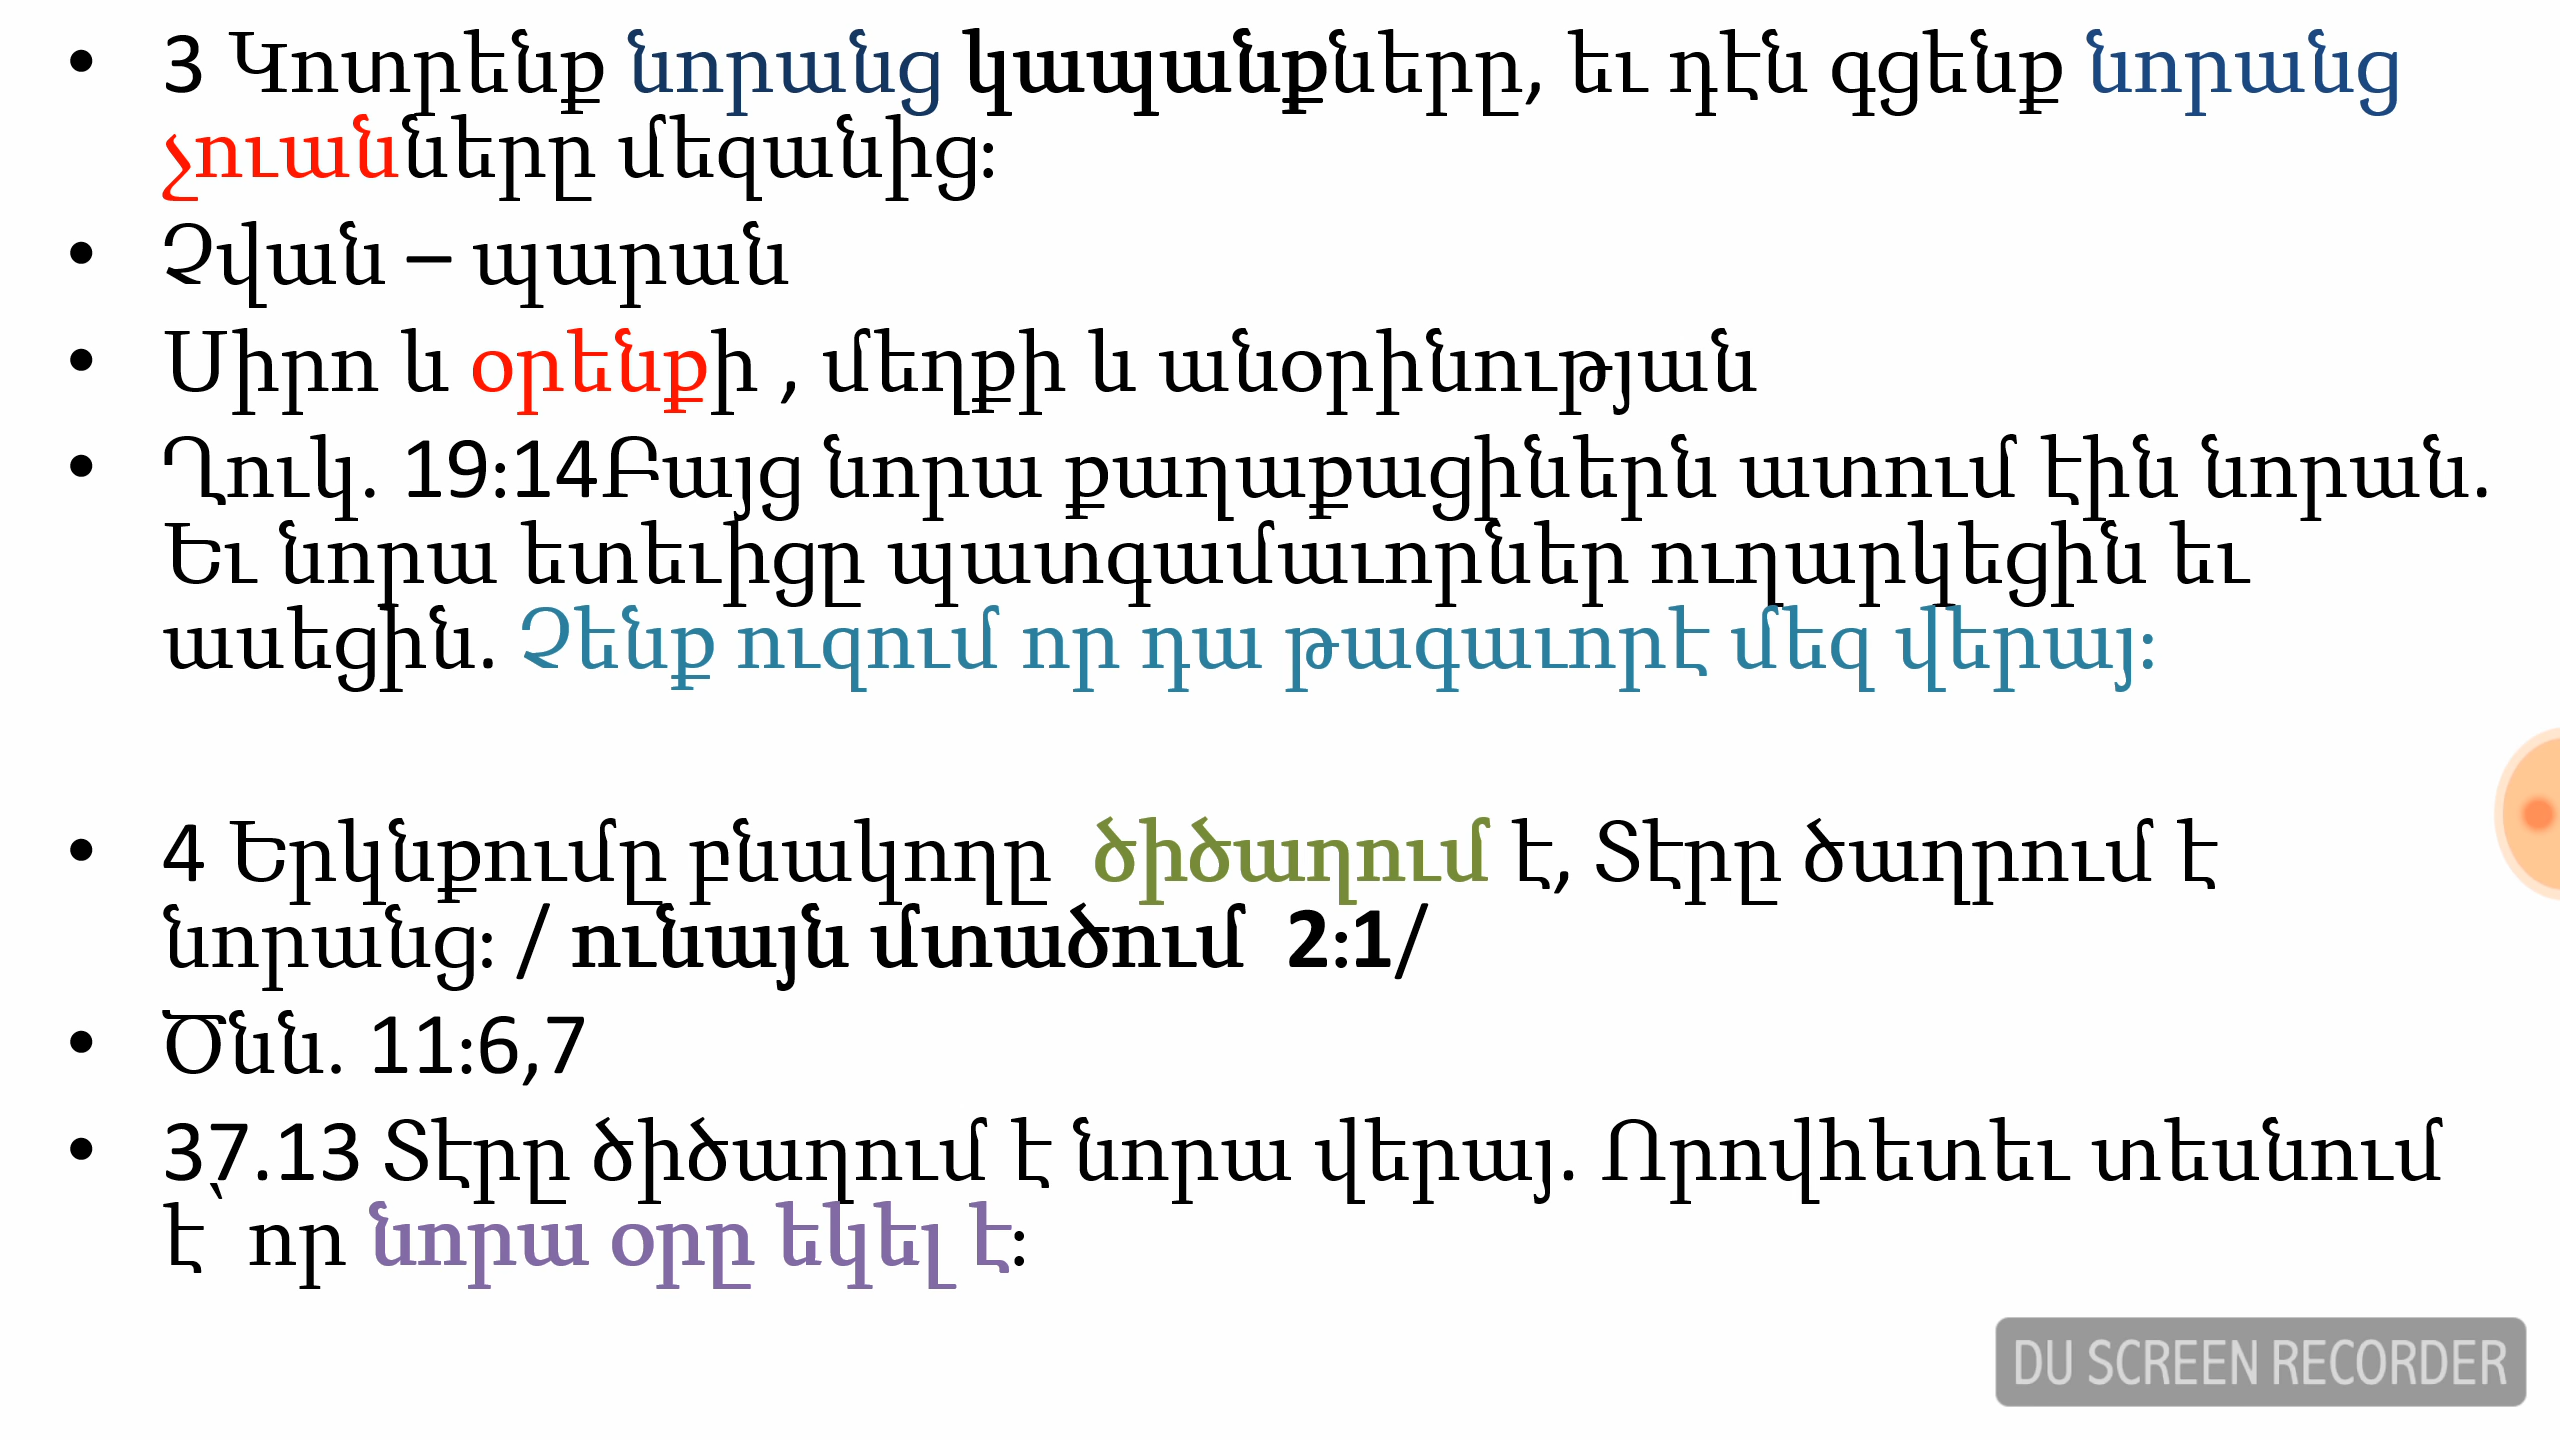 • 3 Կոտրենք նորանց կապանքները, եւ դէն գցենք նորանց
չուանները մեզանից։
• Չվան – պարան
• Սիրո և օրենքի , մեղքի և անօրինության
• Ղուկ. 19։14Բայց նորա քաղաքացիներն ատում էին նորան.
Եւ նորա ետեւիցը պատգամաւորներ ուղարկեցին եւ
ասեցին. Չենք ուզում որ դա թագաւորէ մեզ վերայ։
• 4 Երկնքումը բնակողը ծիծաղում է, Տէրը ծաղրում է
նորանց։ / ունայն մտածում 2։1/
• Ծնն. 11։6,7
• 37.13 Տէրը ծիծաղում է նորա վերայ. Որովհետեւ տեսնում
է՝ որ նորա օրը եկել է։
DU SCREEN RECORDER